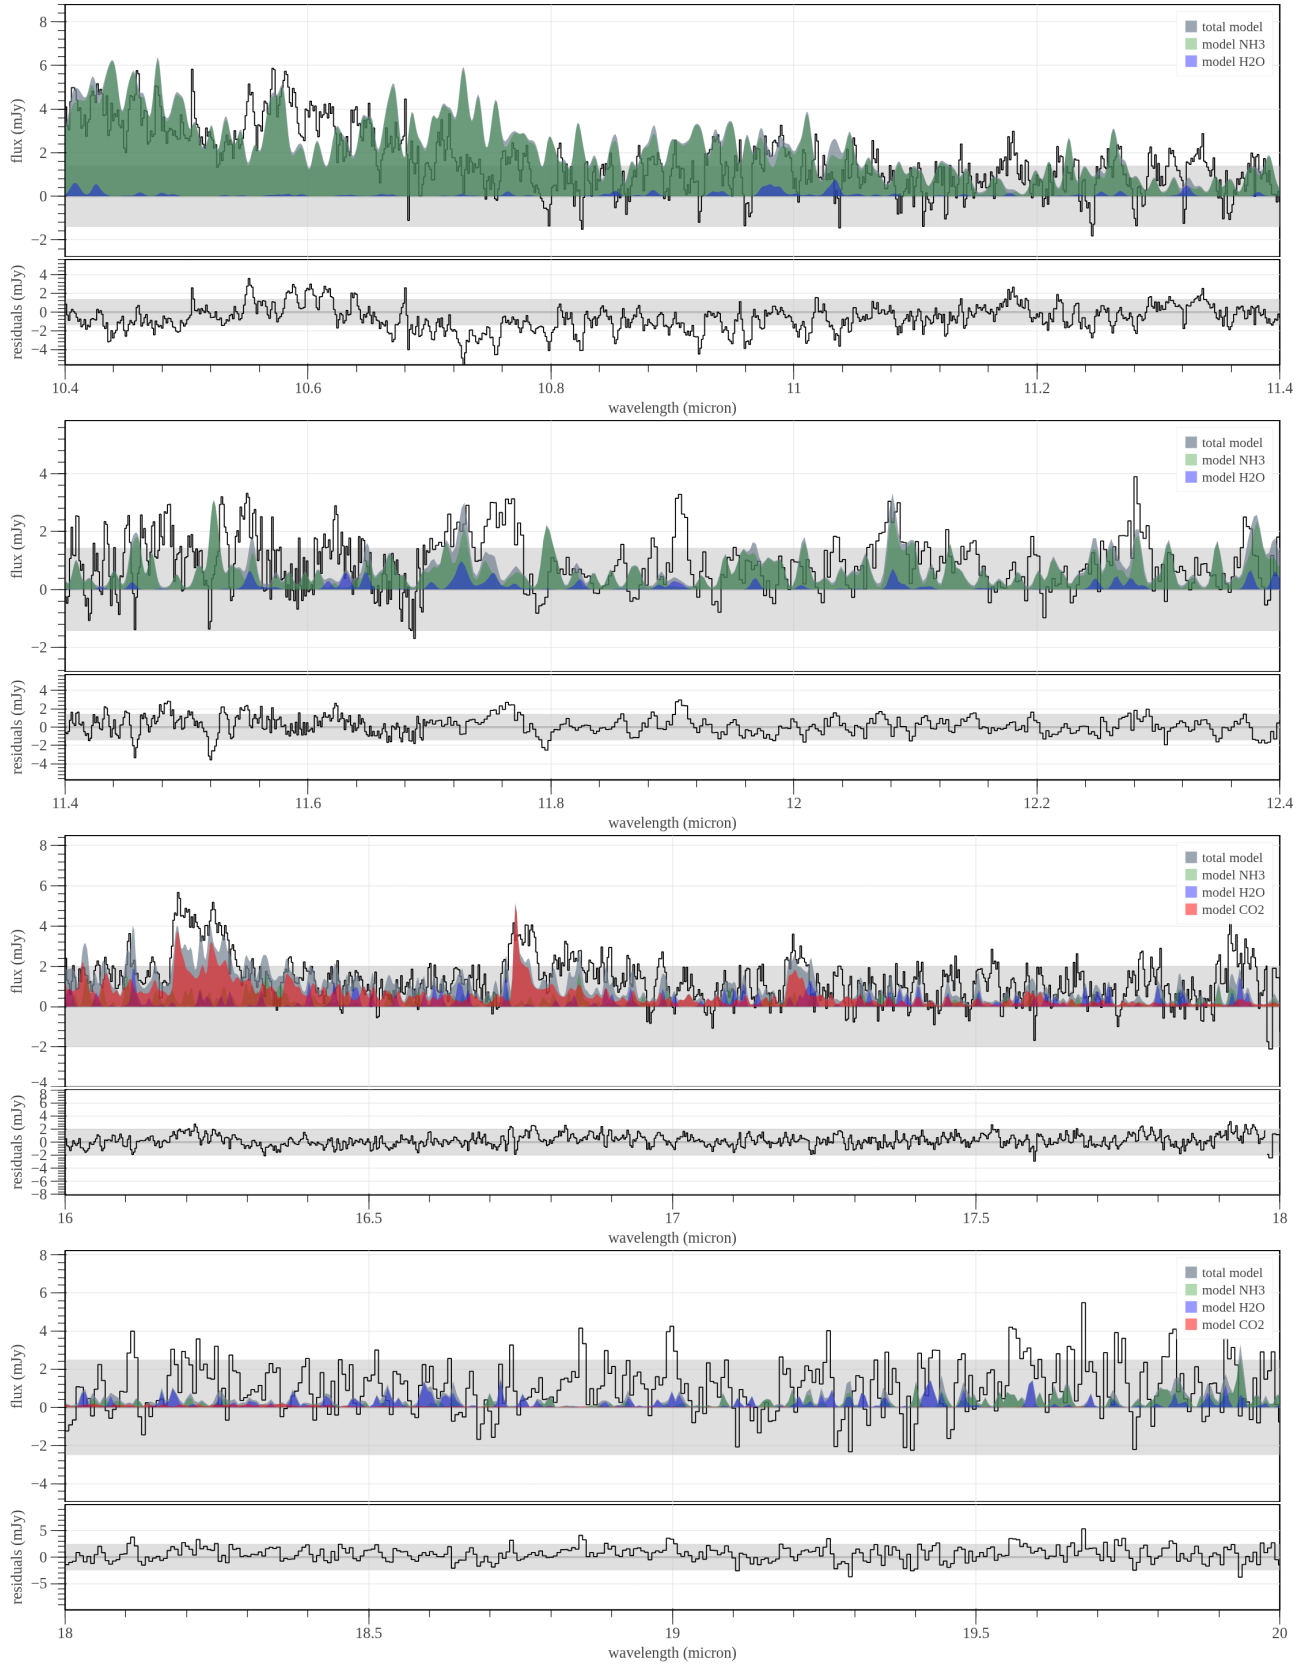 8
6
4
2
0
−2
flux (mJy)
total model
model NH3
model H2O
4
2
0
−2
−4
residuals (mJy)
10.4 10.6 10.8 11 11.2 11.4
wavelength (micron)
4
2
0
−2
flux (mJy)
total model
model NH3
model H2O
4
2
0
−2
−4
residuals (mJy)
11.4 11.6 11.8 12 12.2 12.4
wavelength (micron)
8
6
4
2
0
−2
−4
flux (mJy)
total model
model NH3
model H2O
model CO2
8
6
4
2
0
−2
−4
−6
−8
residuals (mJy)
16 16.5 17 17.5 18
wavelength (micron)
8
6
4
2
0
−2
−4
flux (mJy)
total model
model NH3
model H2O
model CO2
5
0
−5
residuals (mJy)
18 18.5 19 19.5 20
wavelength (micron)